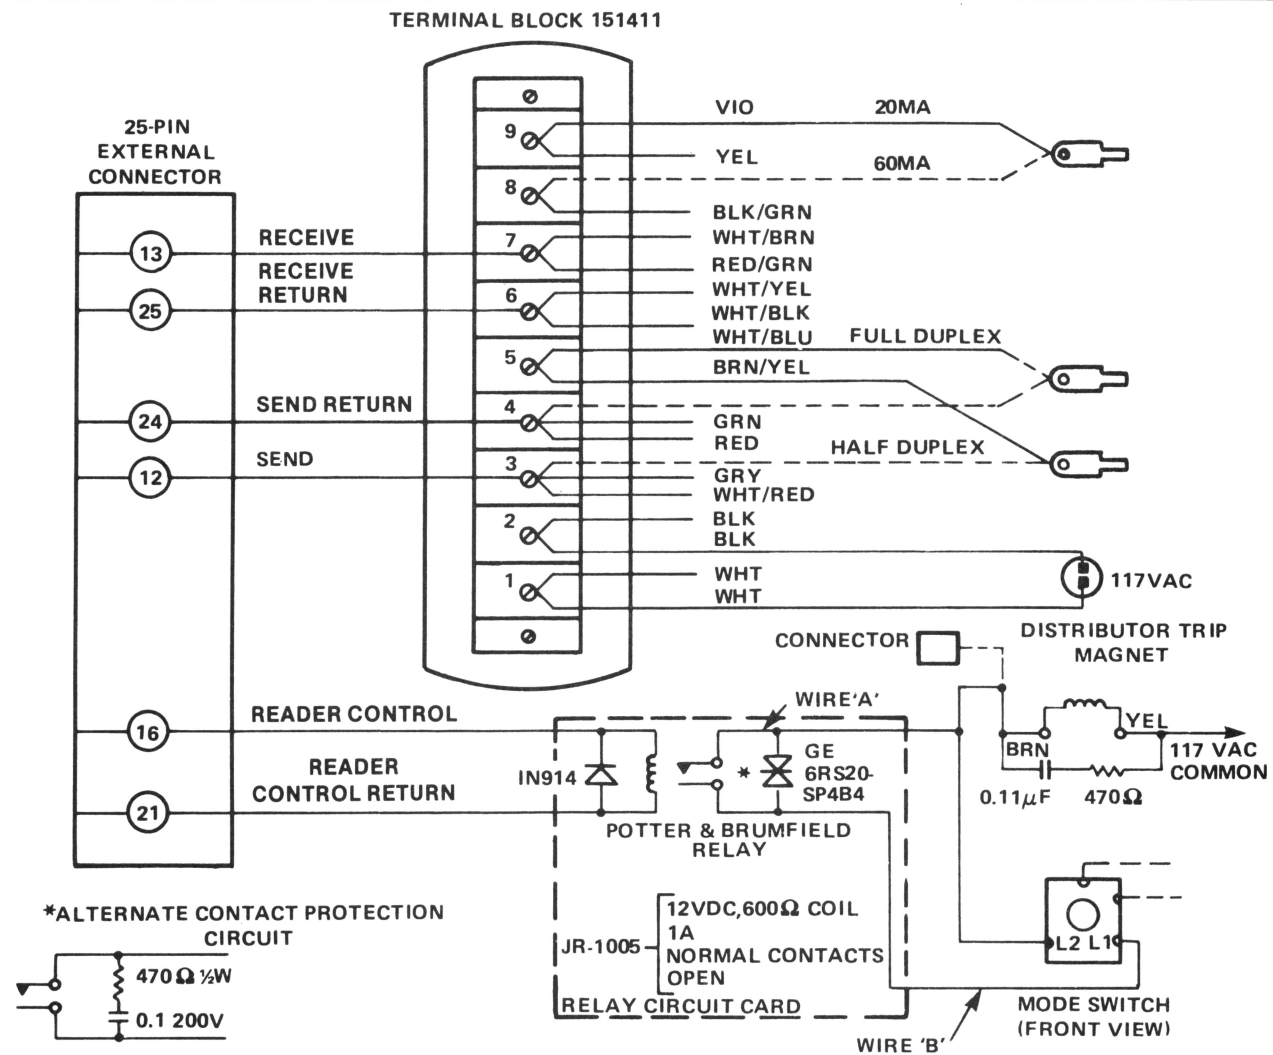 TERMINAL BLOCK 151411
25-PIN
EXTERNAL
CONNECTOR
9
8
7
6
5
4
3
2
1
VIO
20MA
YEL
60MA
BLK/GRN
WHT/BRN
RED/GRN
WHT/YEL
WHT/BLK
WHT/BLU
FULL DUPLEX
BRN/YEL
GRN
RED
HALF DUPLEX
GRY
WHT/RED
BLK
BLK
WHT
WHT
117VAC
13
RECEIVE
25
RECEIVE
RETURN
24
SEND RETURN
12
SEND
16
READER CONTROL
21
READER
CONTROL RETURN
CONNECTOR
DISTRIBUTOR TRIP
MAGNET
WIRE 'A'
IN914
*
GE
6RS20-
SP4B4
POTTER & BRUMFIELD
RELAY
BRN
YEL
117 VAC
COMMON
0.11μF
470Ω
JR-1005
12VDC,600Ω COIL
1A
NORMAL CONTACTS
OPEN
RELAY CIRCUIT CARD
L2 L1
MODE SWITCH
(FRONT VIEW)
WIRE 'B'
*ALTERNATE CONTACT PROTECTION
CIRCUIT
470Ω ½W
0.1 200V